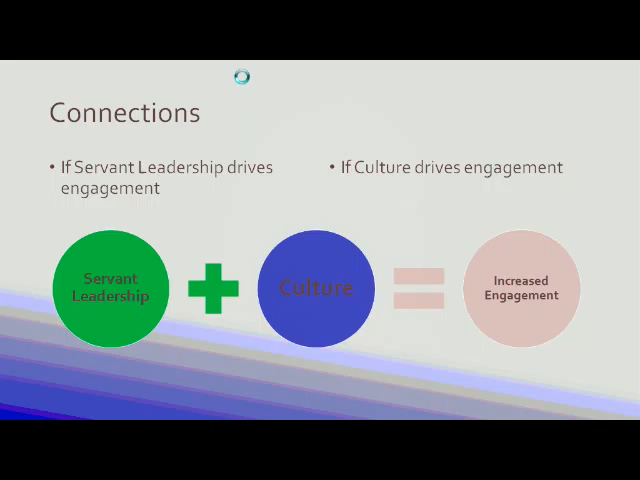 Connections
• If Servant Leadership drives
engagement
• If Culture drives engagement
Servant
Leadership
Culture
Increased
Engagement